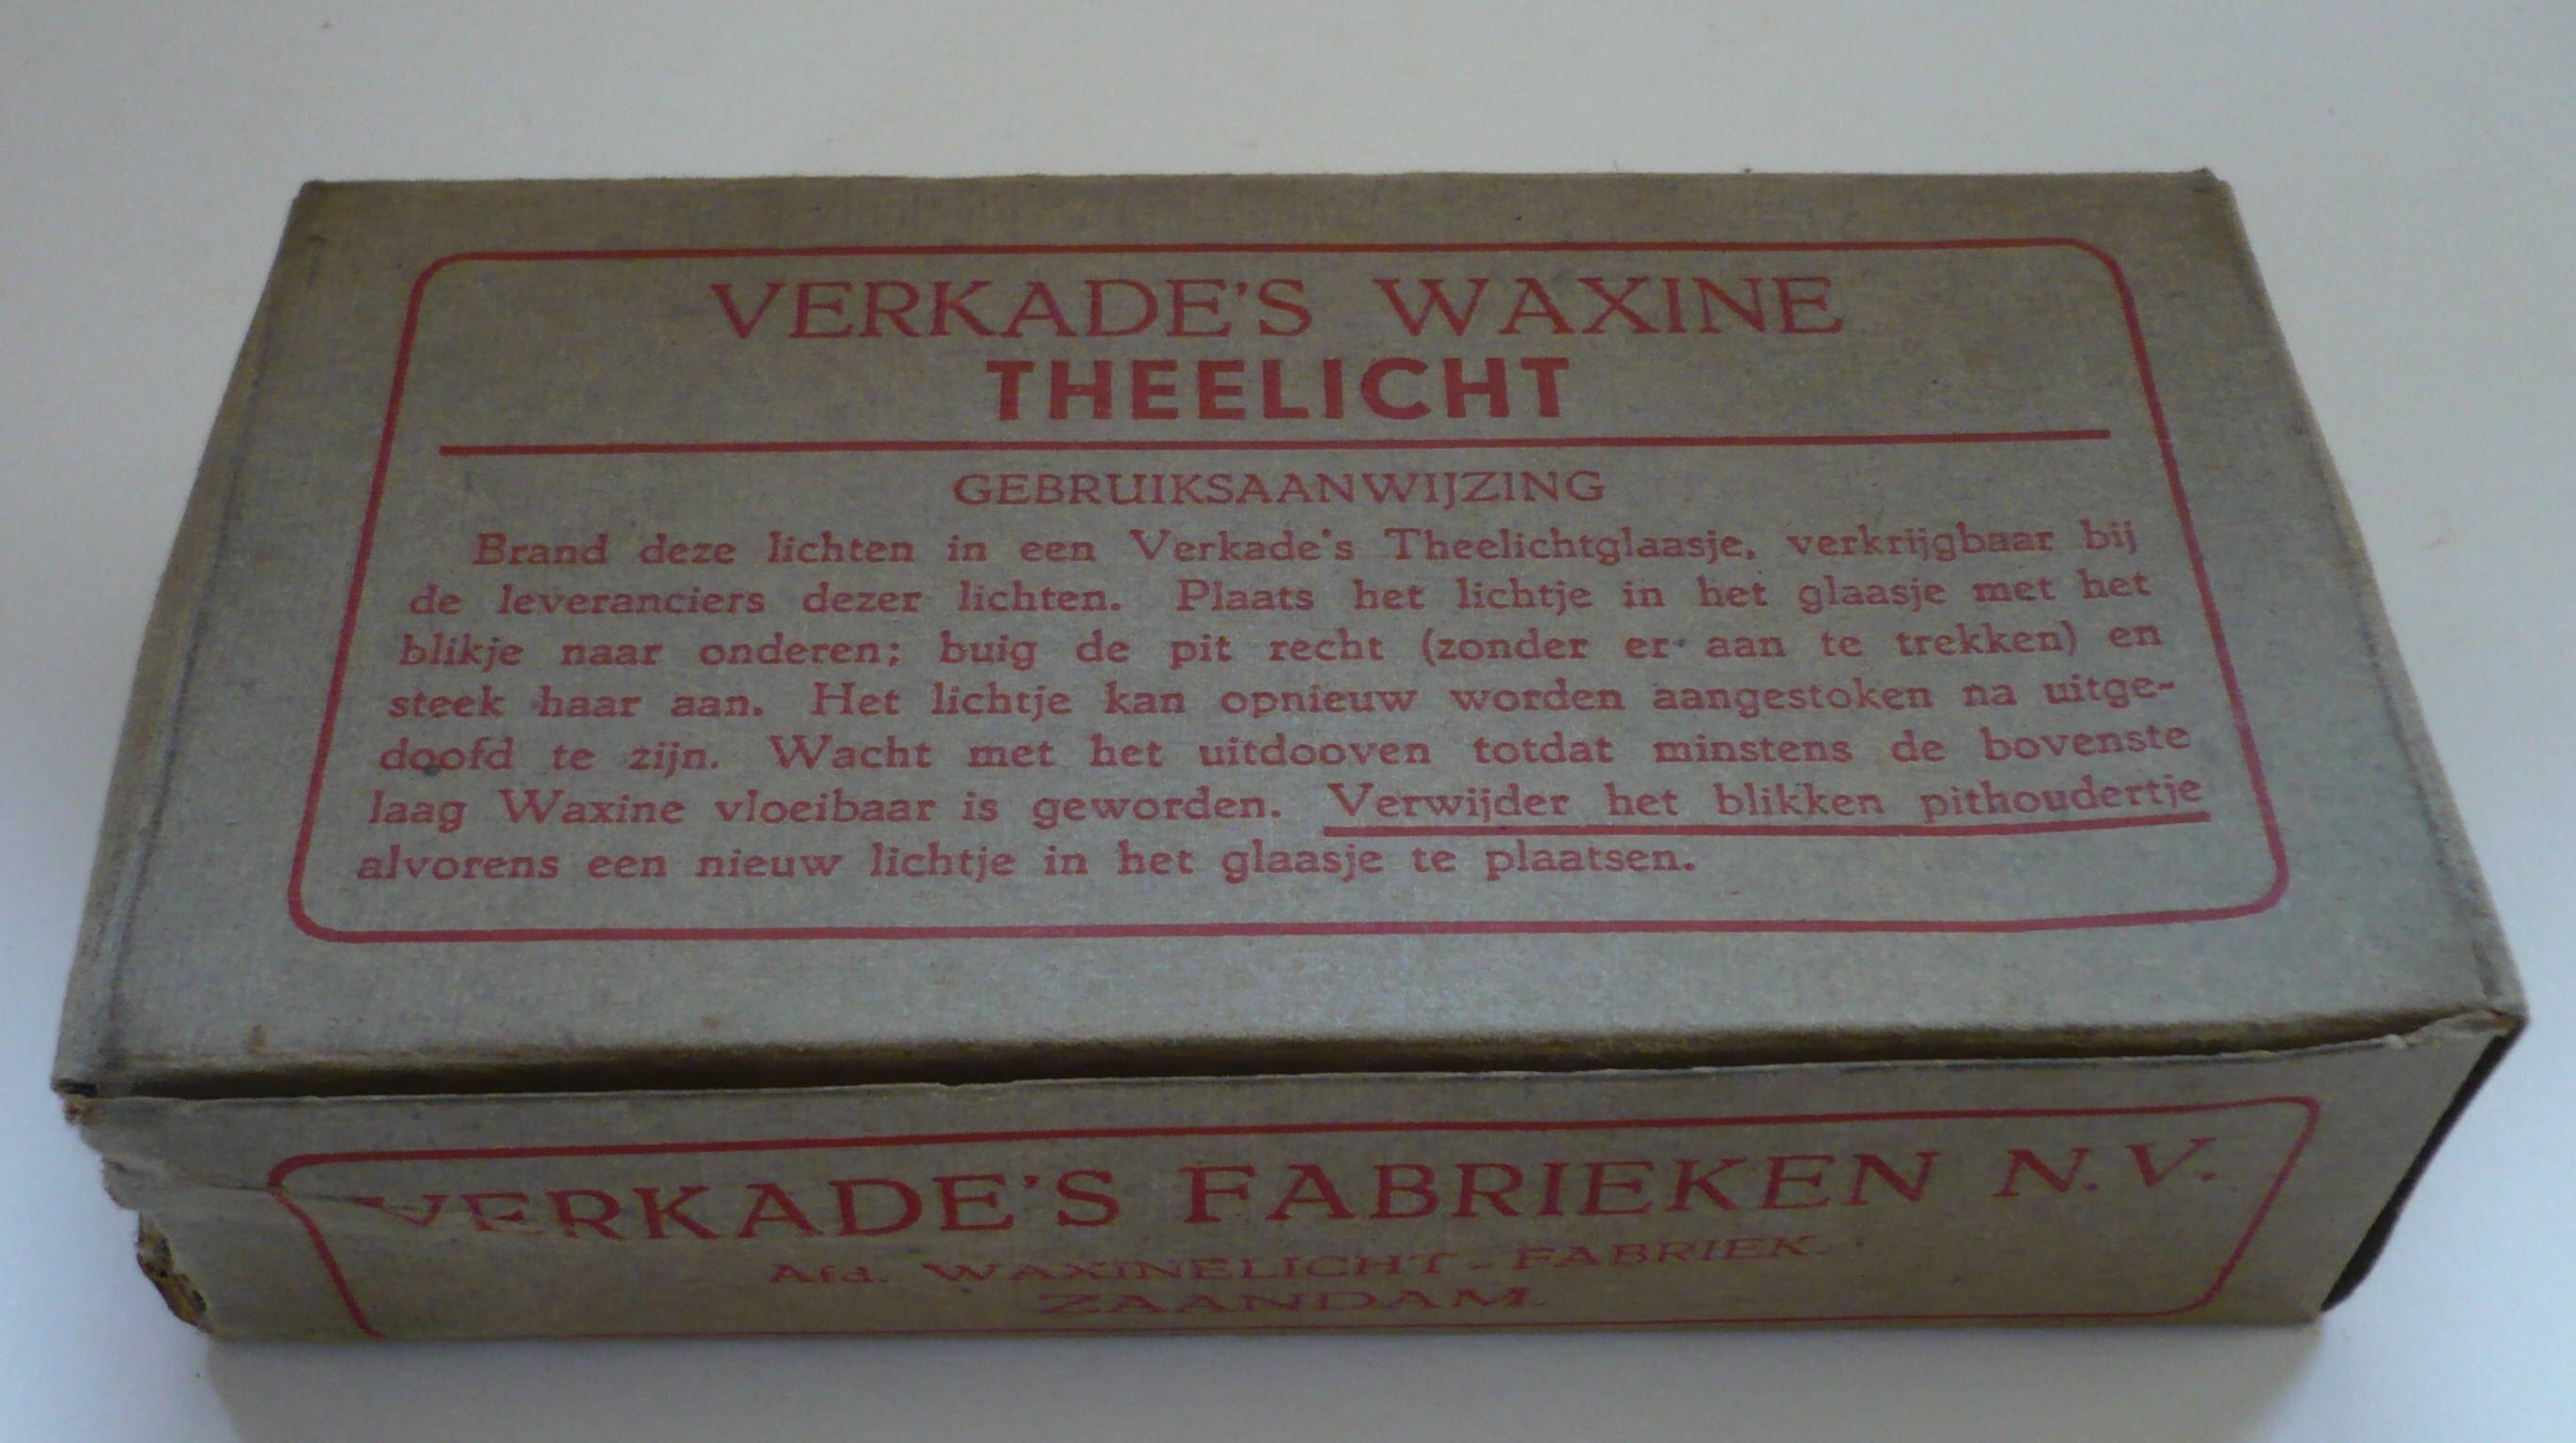 VERKADE'S WAXINE
THEELICHT
GEBRUIKSAANWIJZING
Brand deze lichten in een Verkade's Theelichtglaasje, verkrijgbaar bij
de leveranciers dezer lichten. Plaats het lichtje in het glaasje met het
blikje naar onderen; buig de pit recht (zonder er aan te trekken) en
steek haar aan. Het lichtje kan opnieuw worden aangestoken na uitge-
doofd te zijn. Wacht met het uitdooven totdat minstens de bovenste
laag Waxine vloeibaar is geworden. Verwijder het blikken pithoudertje
alvorens een nieuw lichtje in het glaasje te plaatsen.
VERKADE'S FABRIEKEN N.V.
Afd. WAXINELICHT-FABRIEK.
ZAANDAM.